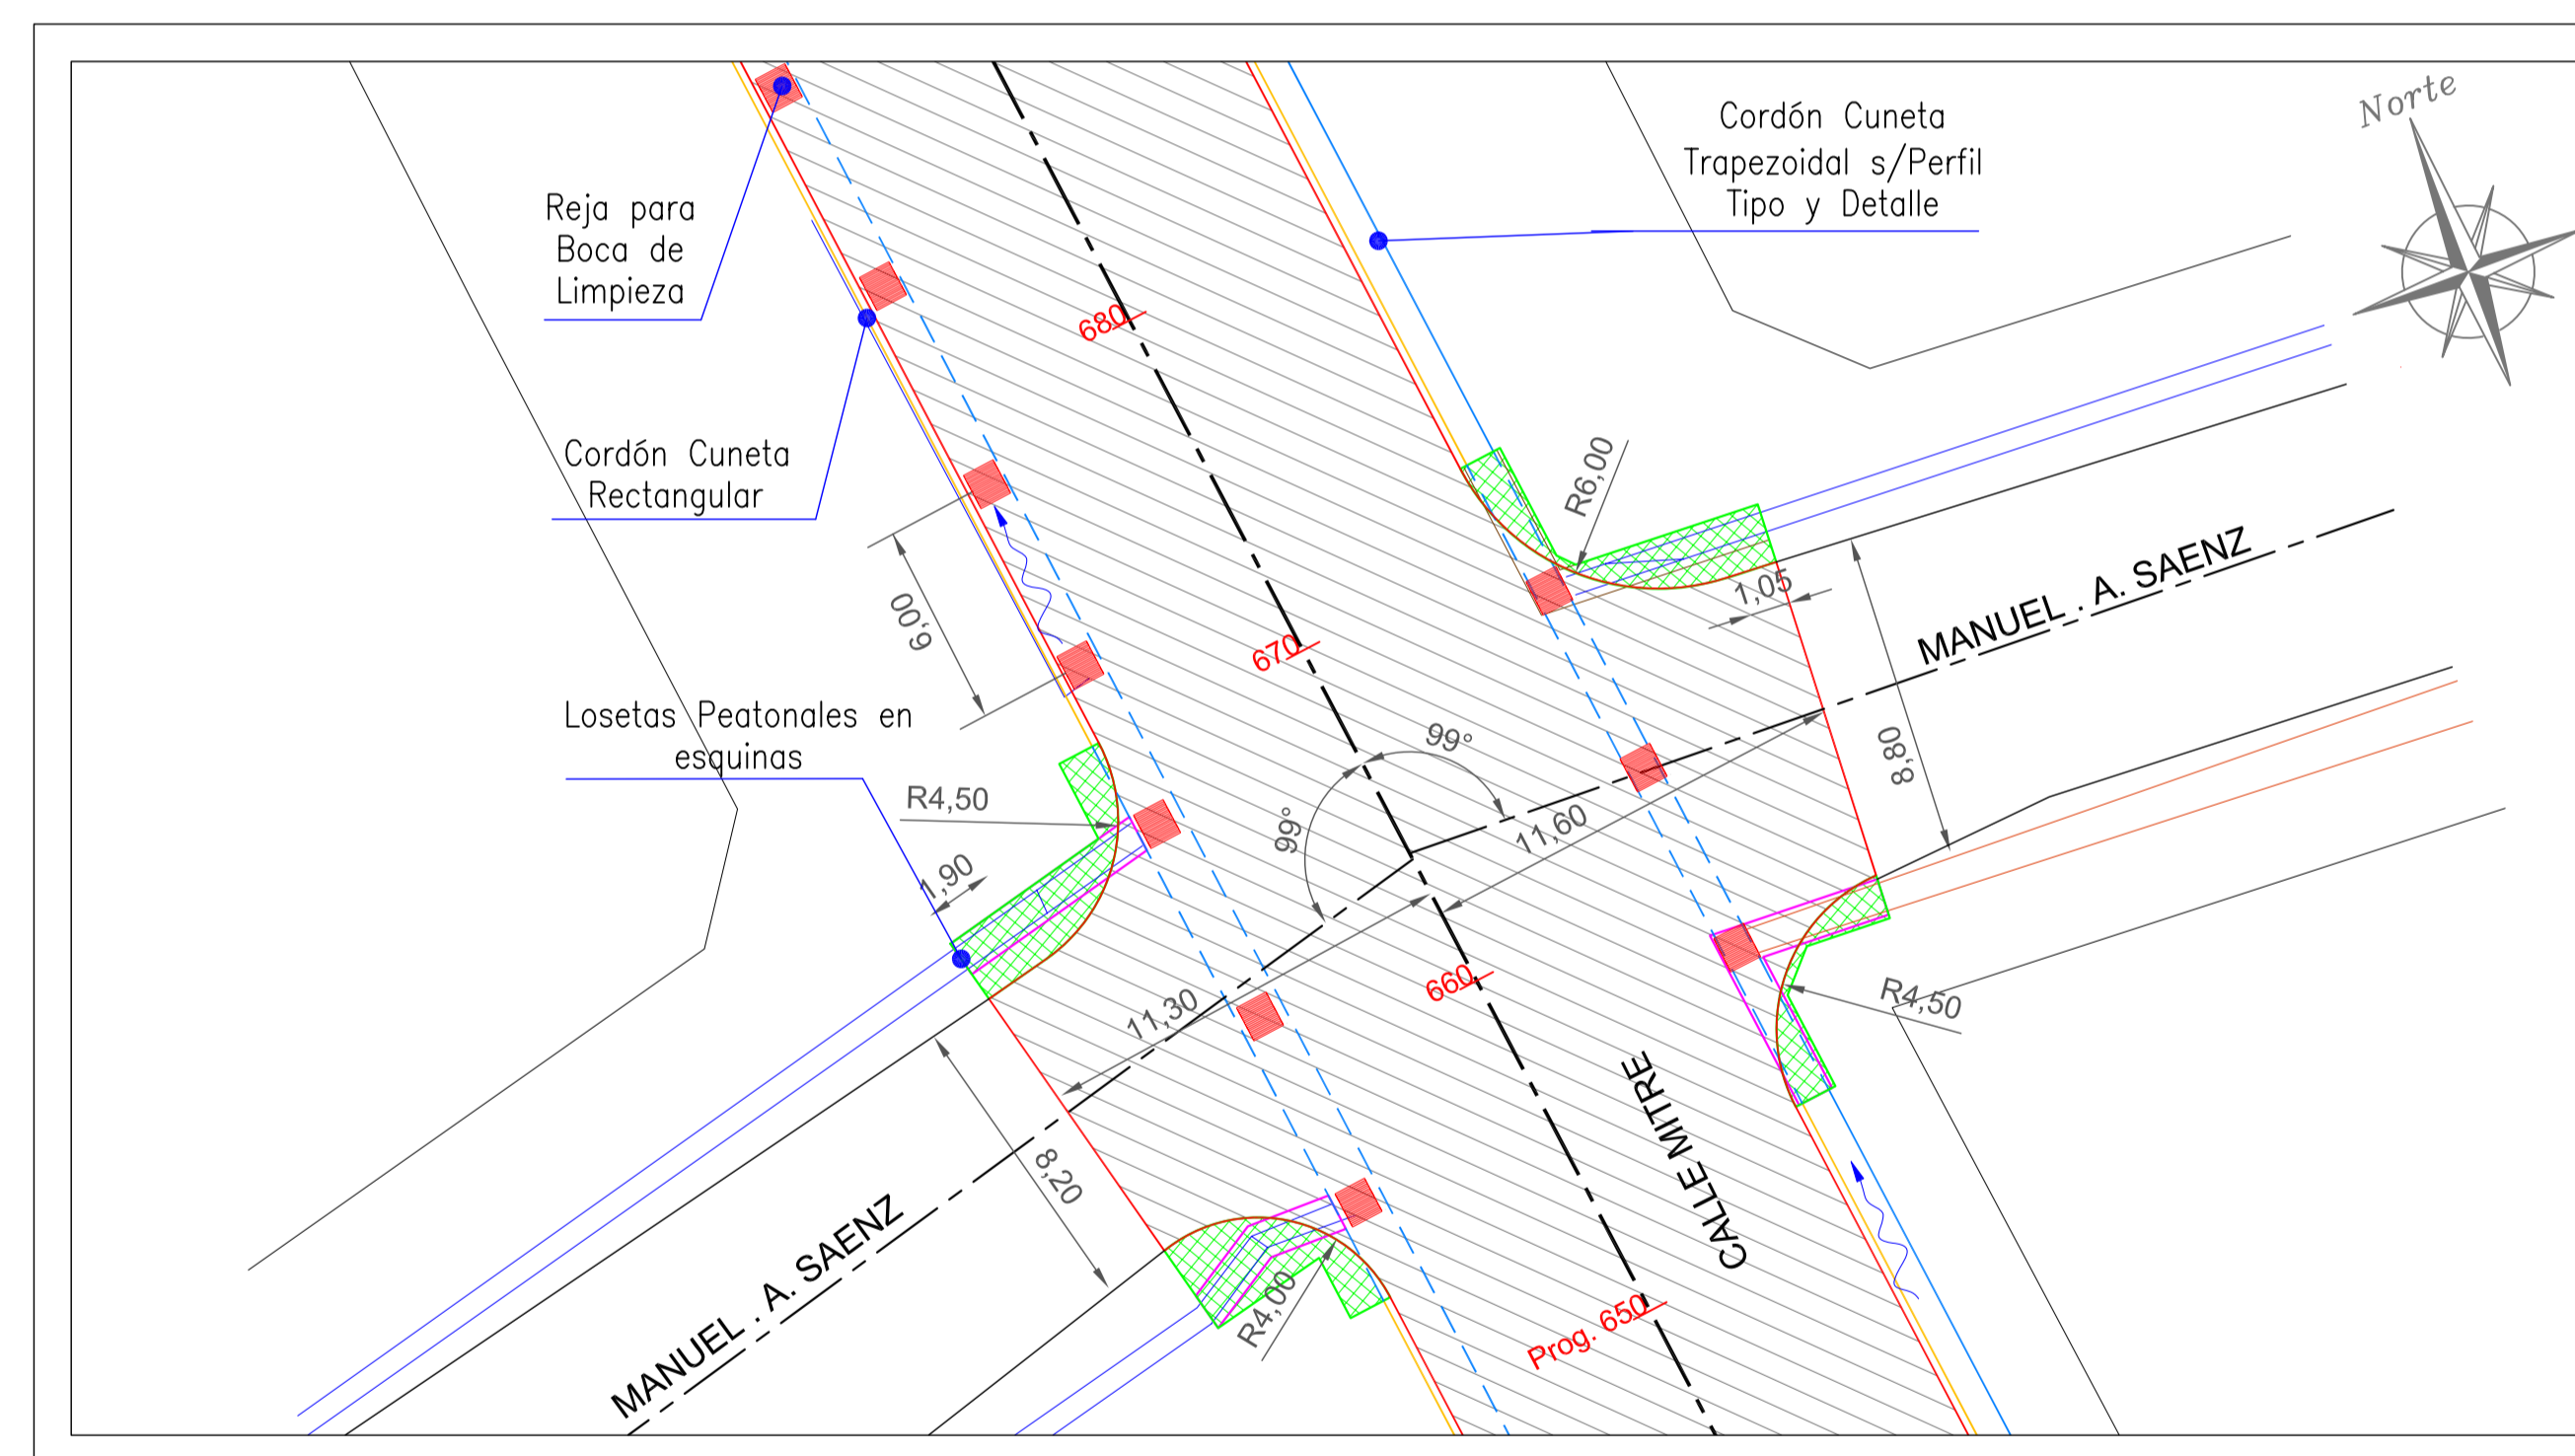 Norte
Cordón Cuneta
Trapezoidal s/Perfil
Tipo y Detalle
Reja para
Boca de
Limpieza
680
Cordón Cuneta
Rectangular
R6,00
1,05
MANUEL . A. SAENZ
6,00
670
Losetas Peatonales en
esquinas
99°
8,80
R4,50
99°
11,60
1,90
660
R4,50
11,30
CALLE MITRE
8,20
MANUEL . A. SAENZ
R4,00
Prog. 650